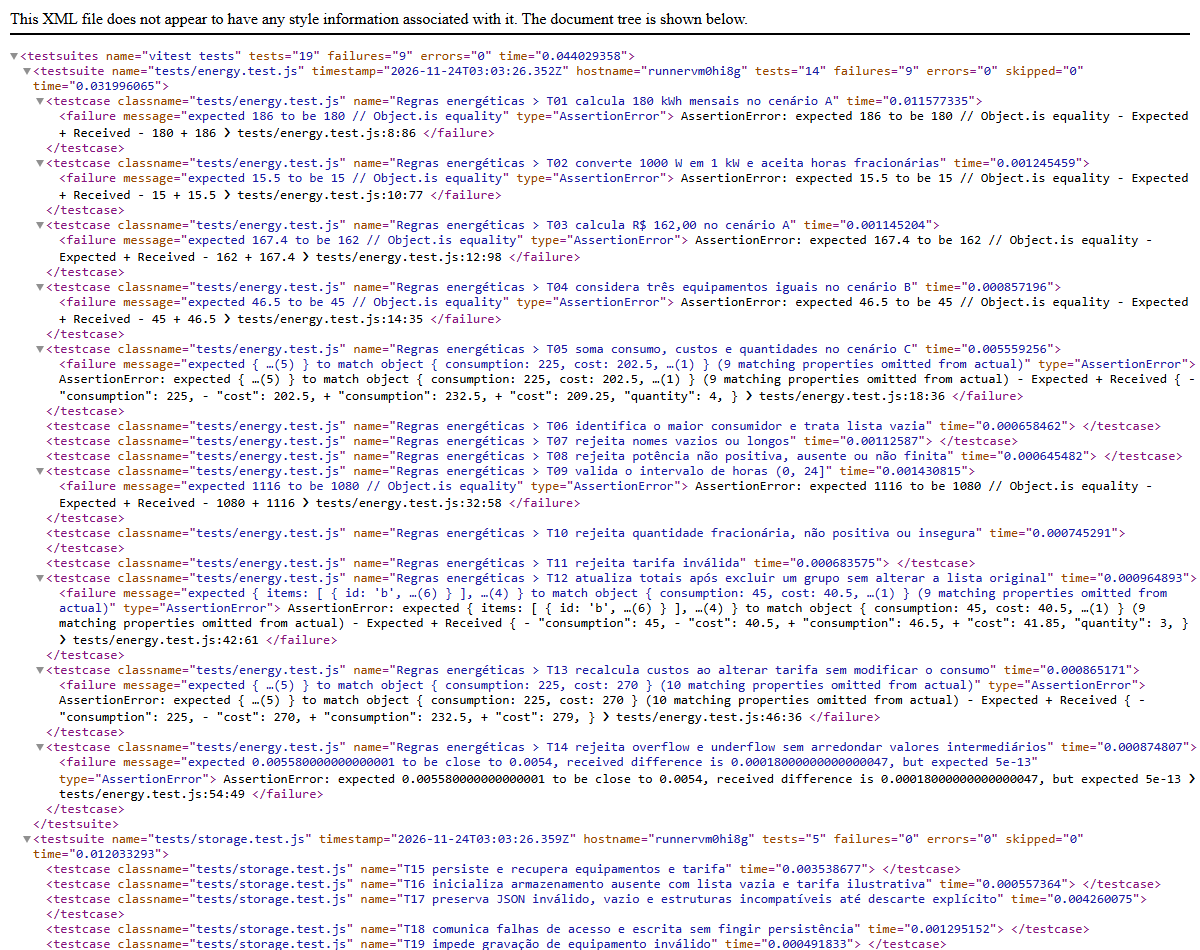 This XML file does not appear to have any style information associated with it. The document tree is shown below.
▼<testsuites name="vitest tests" tests="19" failures="9" errors="0" time="0.044029358">
▼<testsuite name="tests/energy.test.js" timestamp="2026-11-24T03:03:26.352Z" hostname="runnervm0hi8g" tests="14" failures="9" errors="0" skipped="0"
time="0.031996065">
▼<testcase classname="tests/energy.test.js" name="Regras energéticas > T01 calcula 180 kWh mensais no cenário A" time="0.011577335">
<failure message="expected 186 to be 180 // Object.is equality" type="AssertionError"> AssertionError: expected 186 to be 180 // Object.is equality - Expected
+ Received - 180 + 186 ❯ tests/energy.test.js:8:86 </failure>
</testcase>
▼<testcase classname="tests/energy.test.js" name="Regras energéticas > T02 converte 1000 W em 1 kW e aceita horas fracionárias" time="0.001245459">
<failure message="expected 15.5 to be 15 // Object.is equality" type="AssertionError"> AssertionError: expected 15.5 to be 15 // Object.is equality - Expected
+ Received - 15 + 15.5 ❯ tests/energy.test.js:10:77 </failure>
</testcase>
▼<testcase classname="tests/energy.test.js" name="Regras energéticas > T03 calcula R$ 162,00 no cenário A" time="0.001145204">
<failure message="expected 167.4 to be 162 // Object.is equality" type="AssertionError"> AssertionError: expected 167.4 to be 162 // Object.is equality -
Expected + Received - 162 + 167.4 ❯ tests/energy.test.js:12:98 </failure>
</testcase>
▼<testcase classname="tests/energy.test.js" name="Regras energéticas > T04 considera três equipamentos iguais no cenário B" time="0.000857196">
<failure message="expected 46.5 to be 45 // Object.is equality" type="AssertionError"> AssertionError: expected 46.5 to be 45 // Object.is equality - Expected
+ Received - 45 + 46.5 ❯ tests/energy.test.js:14:35 </failure>
</testcase>
▼<testcase classname="tests/energy.test.js" name="Regras energéticas > T05 soma consumo, custos e quantidades no cenário C" time="0.005559256">
<failure message="expected { …(5) } to match object { consumption: 225, cost: 202.5, …(1) } (9 matching properties omitted from actual)" type="AssertionError">
AssertionError: expected { …(5) } to match object { consumption: 225, cost: 202.5, …(1) } (9 matching properties omitted from actual) - Expected + Received { -
"consumption": 225, - "cost": 202.5, + "consumption": 232.5, + "cost": 209.25, "quantity": 4, } ❯ tests/energy.test.js:18:36 </failure>
</testcase>
<testcase classname="tests/energy.test.js" name="Regras energéticas > T06 identifica o maior consumidor e trata lista vazia" time="0.000658462"> </testcase>
<testcase classname="tests/energy.test.js" name="Regras energéticas > T07 rejeita nomes vazios ou longos" time="0.00112587"> </testcase>
<testcase classname="tests/energy.test.js" name="Regras energéticas > T08 rejeita potência não positiva, ausente ou não finita" time="0.000645482"> </testcase>
▼<testcase classname="tests/energy.test.js" name="Regras energéticas > T09 valida o intervalo de horas (0, 24]" time="0.001430815">
<failure message="expected 1116 to be 1080 // Object.is equality" type="AssertionError"> AssertionError: expected 1116 to be 1080 // Object.is equality -
Expected + Received - 1080 + 1116 ❯ tests/energy.test.js:32:58 </failure>
</testcase>
<testcase classname="tests/energy.test.js" name="Regras energéticas > T10 rejeita quantidade fracionária, não positiva ou insegura" time="0.000745291">
</testcase>
<testcase classname="tests/energy.test.js" name="Regras energéticas > T11 rejeita tarifa inválida" time="0.000683575"> </testcase>
▼<testcase classname="tests/energy.test.js" name="Regras energéticas > T12 atualiza totais após excluir um grupo sem alterar a lista original" time="0.000964893">
<failure message="expected { items: [ { id: 'b', …(6) } ], …(4) } to match object { consumption: 45, cost: 40.5, …(1) } (9 matching properties omitted from
actual)" type="AssertionError"> AssertionError: expected { items: [ { id: 'b', …(6) } ], …(4) } to match object { consumption: 45, cost: 40.5, …(1) } (9
matching properties omitted from actual) - Expected + Received { - "consumption": 45, - "cost": 40.5, + "consumption": 46.5, + "cost": 41.85, "quantity": 3, }
❯ tests/energy.test.js:42:61 </failure>
</testcase>
▼<testcase classname="tests/energy.test.js" name="Regras energéticas > T13 recalcula custos ao alterar tarifa sem modificar o consumo" time="0.000865171">
<failure message="expected { …(5) } to match object { consumption: 225, cost: 270 } (10 matching properties omitted from actual)" type="AssertionError">
AssertionError: expected { …(5) } to match object { consumption: 225, cost: 270 } (10 matching properties omitted from actual) - Expected + Received { -
"consumption": 225, - "cost": 270, + "consumption": 232.5, + "cost": 279, } ❯ tests/energy.test.js:46:36 </failure>
</testcase>
▼<testcase classname="tests/energy.test.js" name="Regras energéticas > T14 rejeita overflow e underflow sem arredondar valores intermediários" time="0.000874807">
<failure message="expected 0.005580000000000001 to be close to 0.0054, received difference is 0.00018000000000000047, but expected 5e-13"
type="AssertionError"> AssertionError: expected 0.005580000000000001 to be close to 0.0054, received difference is 0.00018000000000000047, but expected 5e-13 ❯
tests/energy.test.js:54:49 </failure>
</testcase>
</testsuite>
▼<testsuite name="tests/storage.test.js" timestamp="2026-11-24T03:03:26.359Z" hostname="runnervm0hi8g" tests="5" failures="0" errors="0" skipped="0"
time="0.012033293">
<testcase classname="tests/storage.test.js" name="T15 persiste e recupera equipamentos e tarifa" time="0.003538677"> </testcase>
<testcase classname="tests/storage.test.js" name="T16 inicializa armazenamento ausente com lista vazia e tarifa ilustrativa" time="0.000557364"> </testcase>
<testcase classname="tests/storage.test.js" name="T17 preserva JSON inválido, vazio e estruturas incompatíveis até descarte explícito" time="0.004260075">
</testcase>
<testcase classname="tests/storage.test.js" name="T18 comunica falhas de acesso e escrita sem fingir persistência" time="0.001295152"> </testcase>
<testcase classname="tests/storage.test.js" name="T19 impede gravação de equipamento inválido" time="0.000491833"> </testcase>